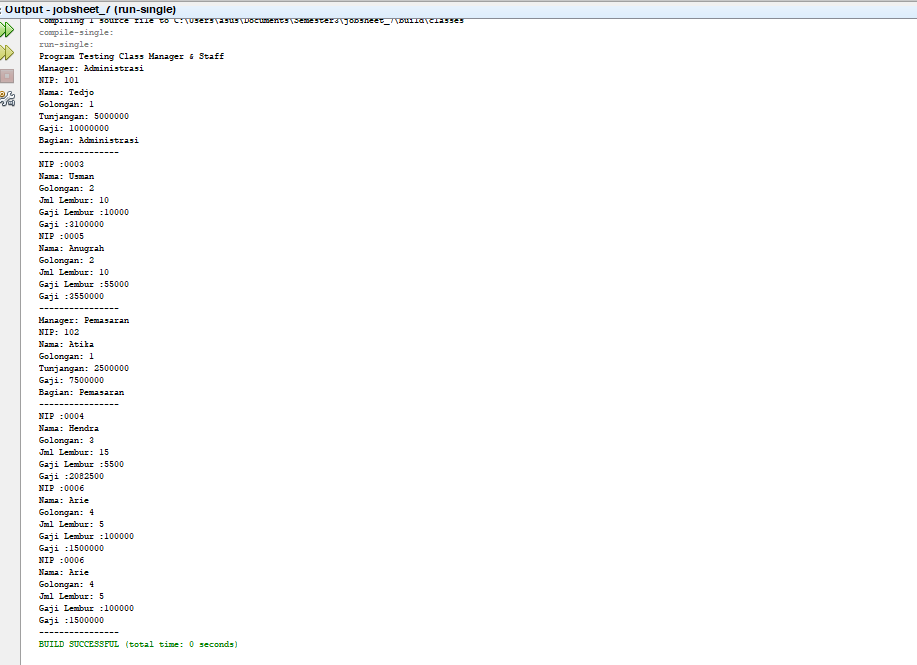 Output - jobsheet_7 (run-single)
Compiling 1 source file to C:\Users\asus\Documents\Semester3\jobsheet_7\build\classes
compile-single:
run-single:
Program Testing Class Manager & Staff
Manager: Administrasi
NIP: 101
Nama: Tedjo
Golongan: 1
Tunjangan: 5000000
Gaji: 10000000
Bagian: Administrasi
----------------
NIP :0003
Nama: Usman
Golongan: 2
Jml Lembur: 10
Gaji Lembur :10000
Gaji :3100000
NIP :0005
Nama: Anugrah
Golongan: 2
Jml Lembur: 10
Gaji Lembur :55000
Gaji :3550000
----------------
Manager: Pemasaran
NIP: 102
Nama: Atika
Golongan: 1
Tunjangan: 2500000
Gaji: 7500000
Bagian: Pemasaran
----------------
NIP :0004
Nama: Hendra
Golongan: 3
Jml Lembur: 15
Gaji Lembur :5500
Gaji :2082500
NIP :0006
Nama: Arie
Golongan: 4
Jml Lembur: 5
Gaji Lembur :100000
Gaji :1500000
NIP :0006
Nama: Arie
Golongan: 4
Jml Lembur: 5
Gaji Lembur :100000
Gaji :1500000
----------------
BUILD SUCCESSFUL (total time: 0 seconds)